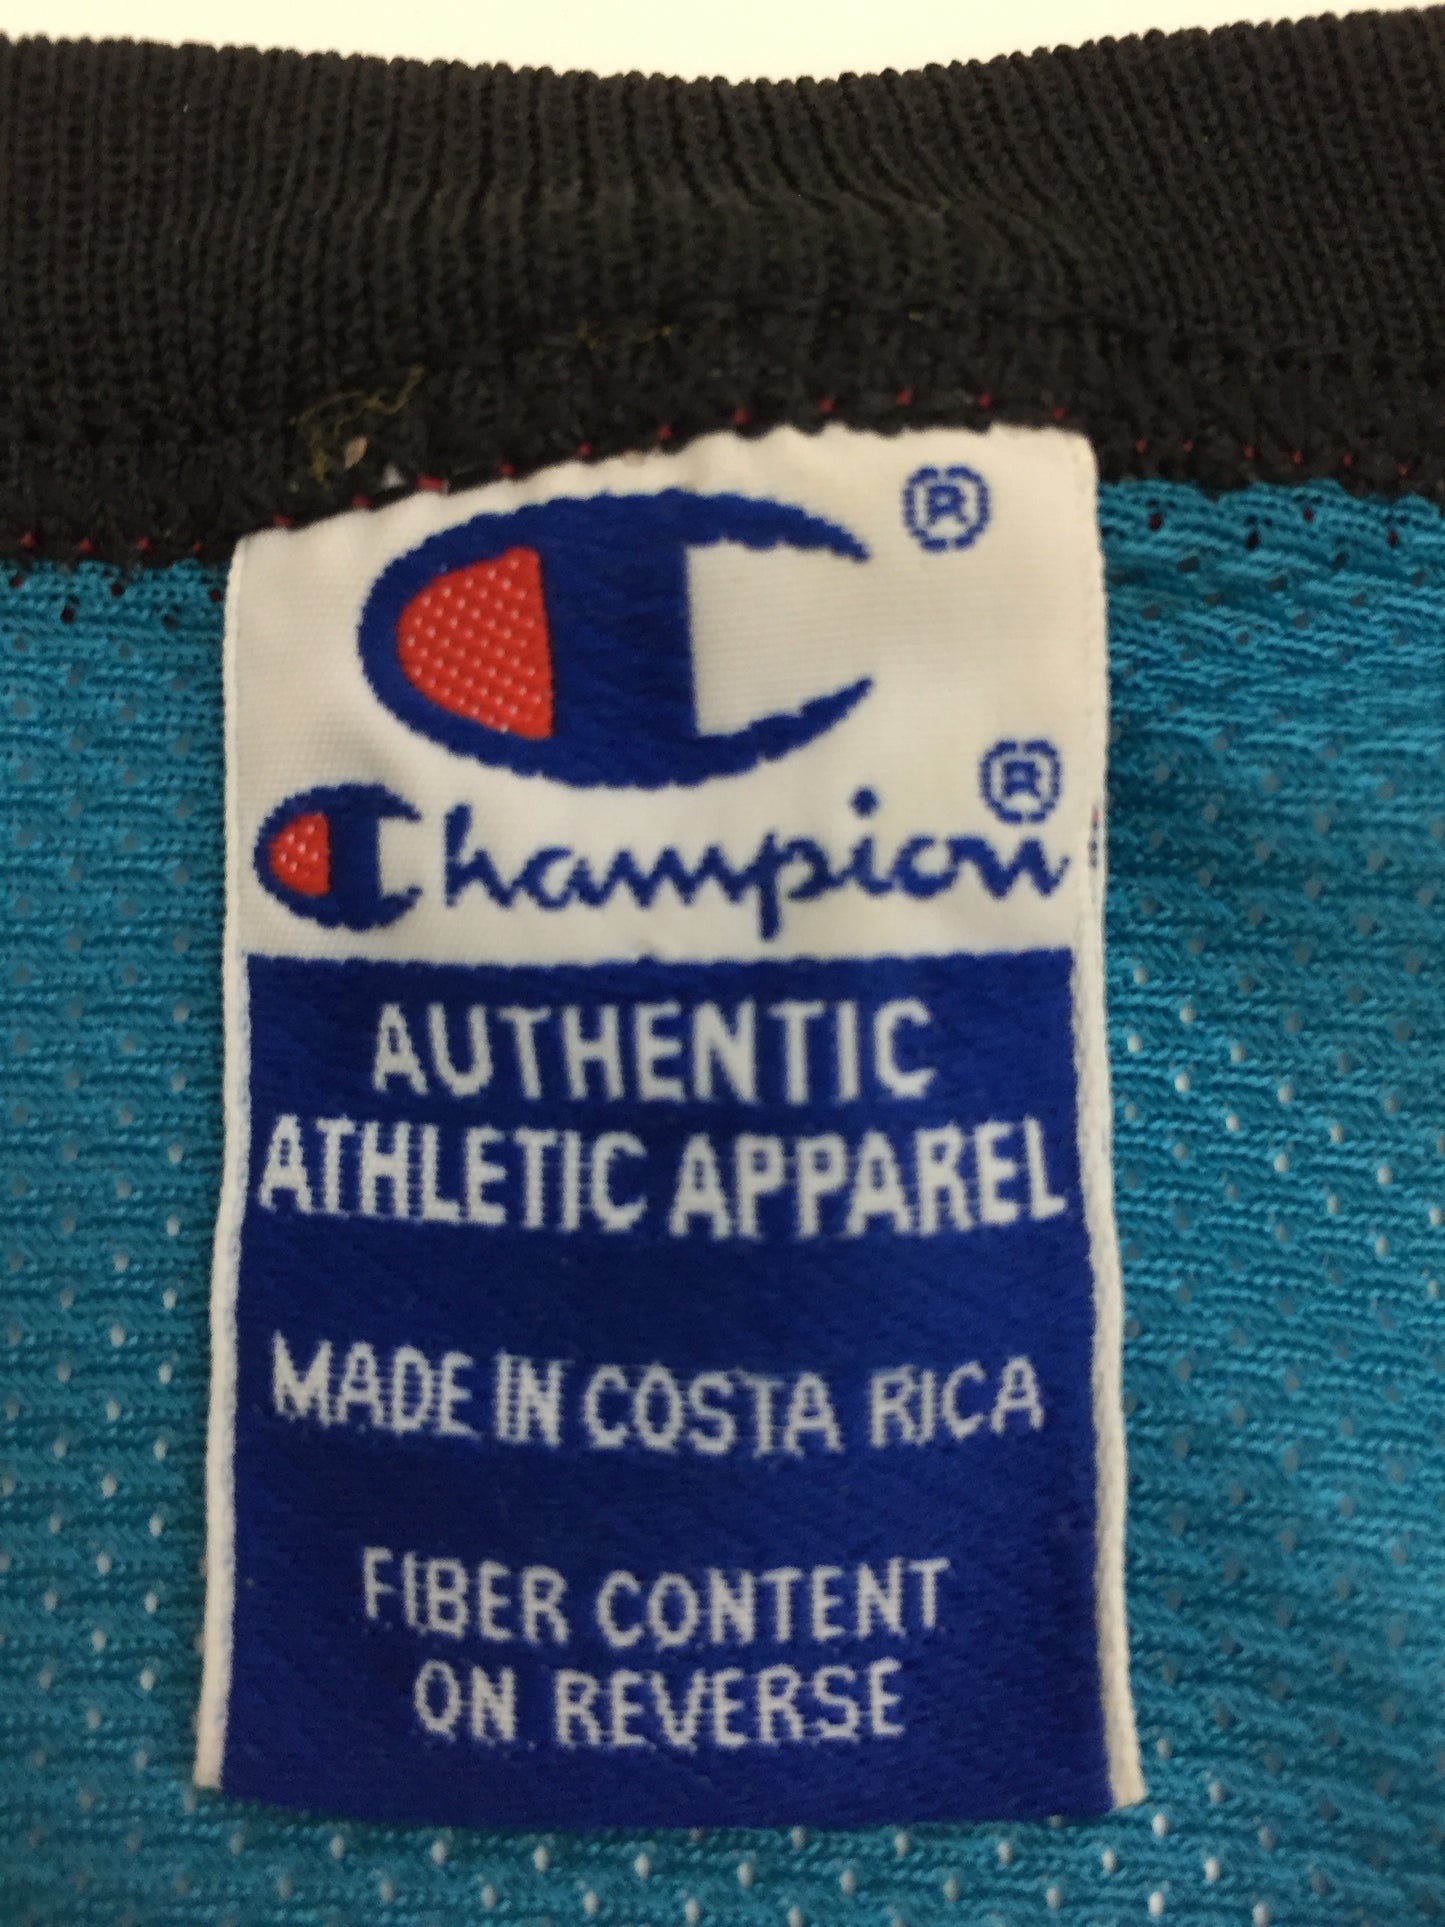 ®
Champion®
AUTHENTIC
ATHLETIC APPAREL
MADE IN COSTA RICA
FIBER CONTENT
ON REVERSE